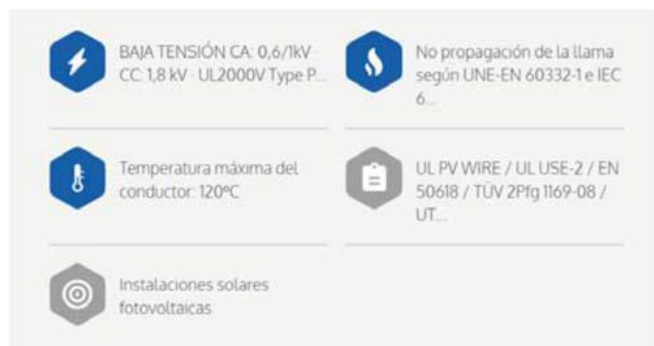 BAJA TENSIÓN CA: 0,6/1kV ·
CC: 1,8 kV · UL2000V Type P...
No propagación de la llama
según UNE-EN 60332-1 e IEC
6...
Temperatura máxima del
conductor: 120ºC
UL PV WIRE / UL USE-2 / EN
50618 / TÜV 2Pfg 1169-08 /
UT...
Instalaciones solares
fotovoltaicas